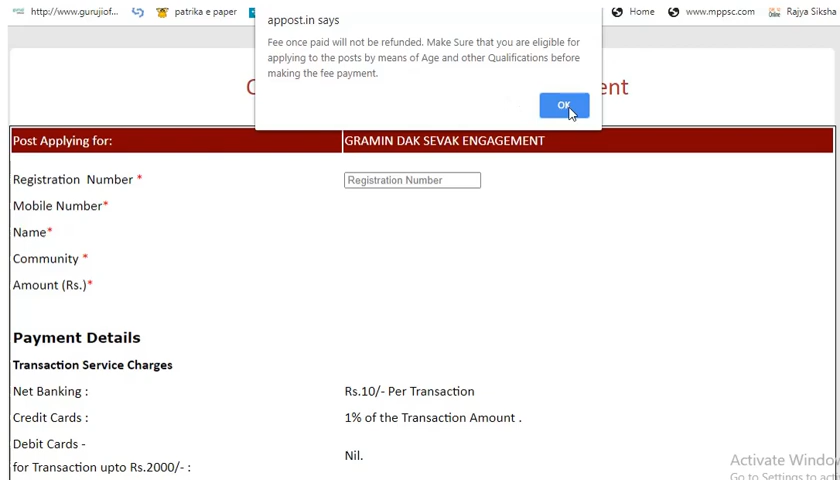 http://www.gurujiof... patrika e paper Home www.mppsc.com Rajya Siksha
appost.in says
Fee once paid will not be refunded. Make Sure that you are eligible for
applying to the posts by means of Age and other Qualifications before
making the fee payment.
OK
ent
Post Applying for: GRAMIN DAK SEVAK ENGAGEMENT
Registration Number * Registration Number
Mobile Number*
Name*
Community *
Amount (Rs.)*
Payment Details
Transaction Service Charges
Net Banking : Rs.10/- Per Transaction
Credit Cards : 1% of the Transaction Amount .
Debit Cards -
for Transaction upto Rs.2000/- : Nil.
Activate Windo
Go to Settings to acti